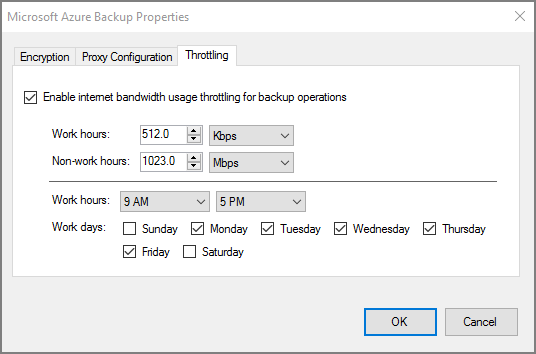 Microsoft Azure Backup Properties
Encryption Proxy Configuration Throttling
Enable internet bandwidth usage throttling for backup operations
Work hours: 512.0 Kbps
Non-work hours: 1023.0 Mbps
Work hours: 9 AM 5 PM
Work days: Sunday Monday Tuesday Wednesday Thursday
Friday Saturday
OK Cancel